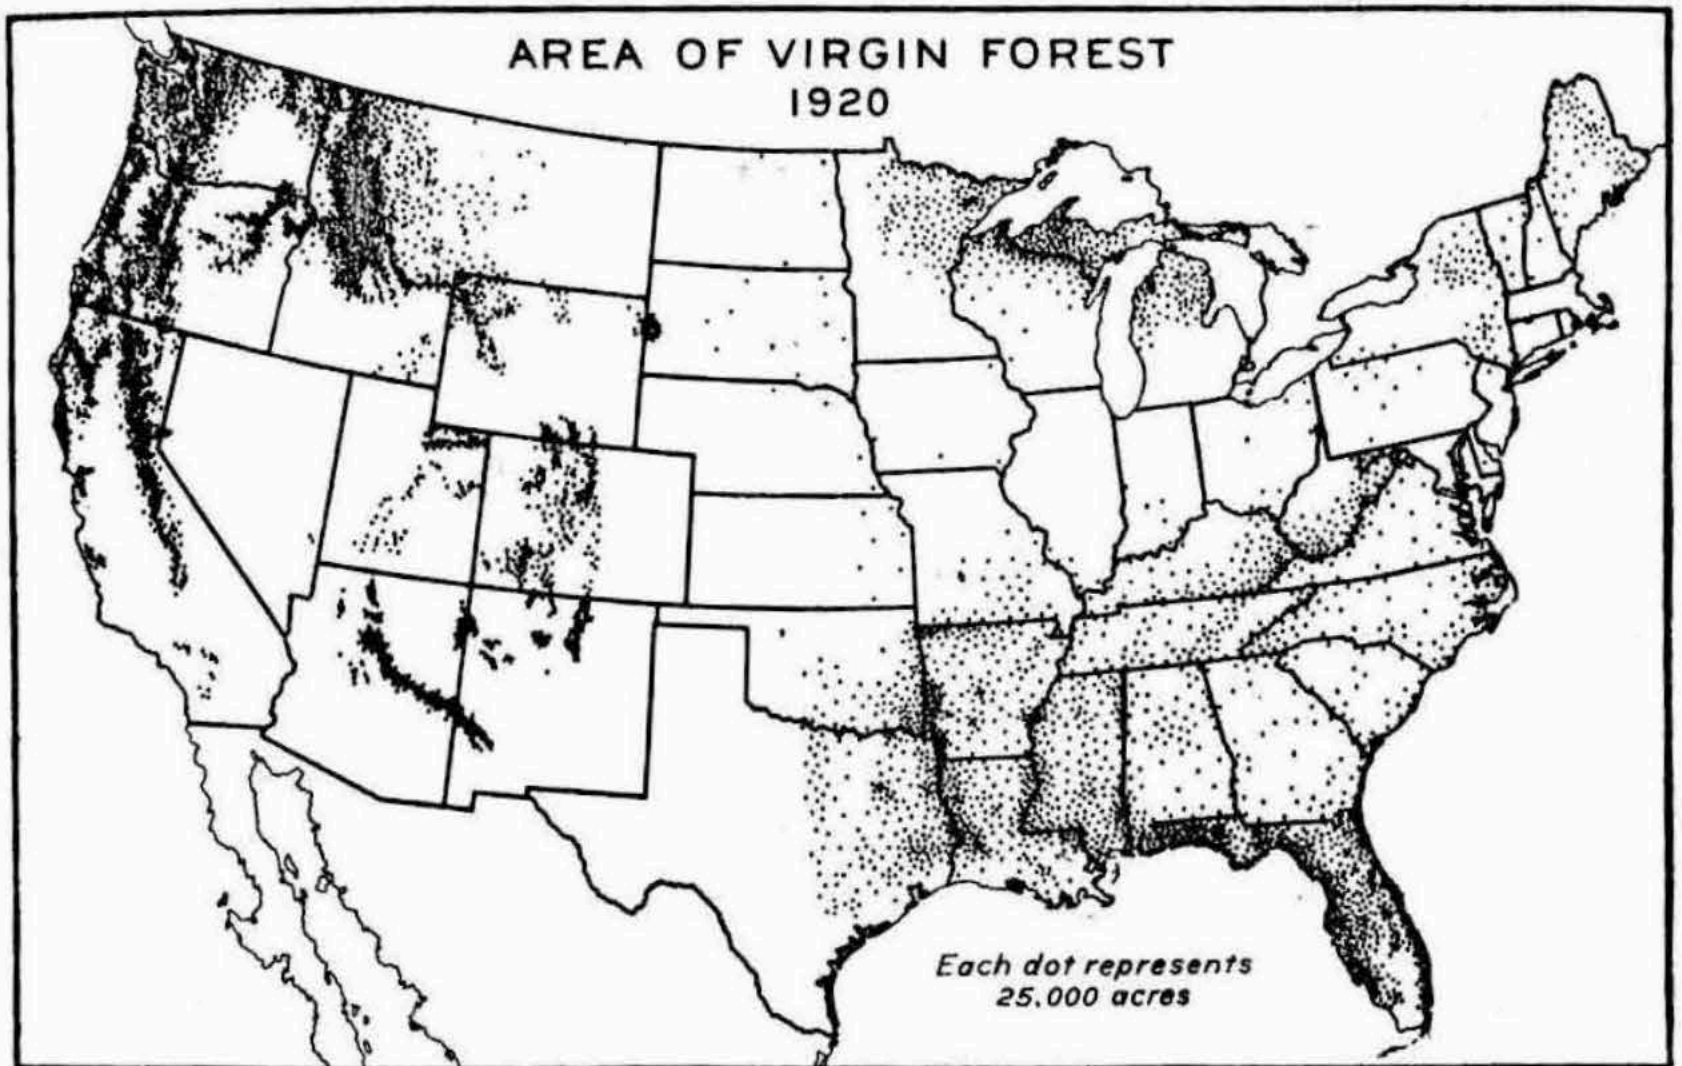 AREA OF VIRGIN FOREST
1920
Each dot represents
25.000 acres